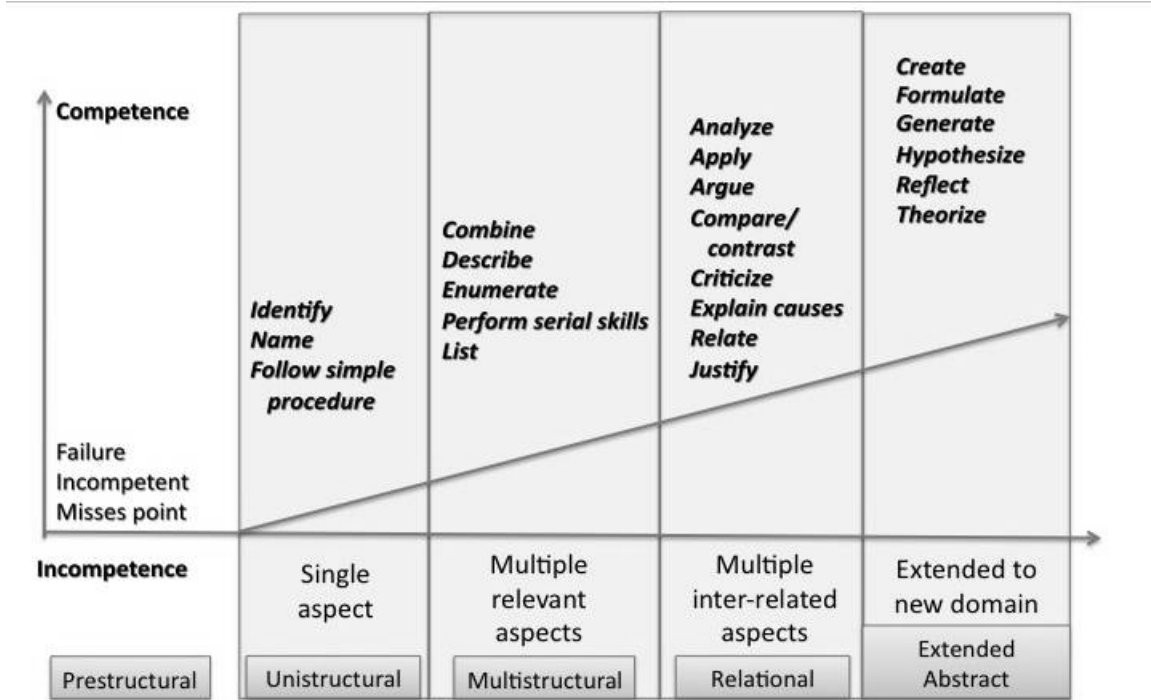 Competence
Failure
Incompetent
Misses point
Incompetence
Prestructural
Identify
Name
Follow simple
procedure
Single
aspect
Unistructural
Combine
Describe
Enumerate
Perform serial skills
List
Multiple
relevant
aspects
Multistructural
Analyze
Apply
Argue
Compare/
contrast
Criticize
Explain causes
Relate
Justify
Multiple
inter-related
aspects
Relational
Create
Formulate
Generate
Hypothesize
Reflect
Theorize
Extended to
new domain
Extended
Abstract